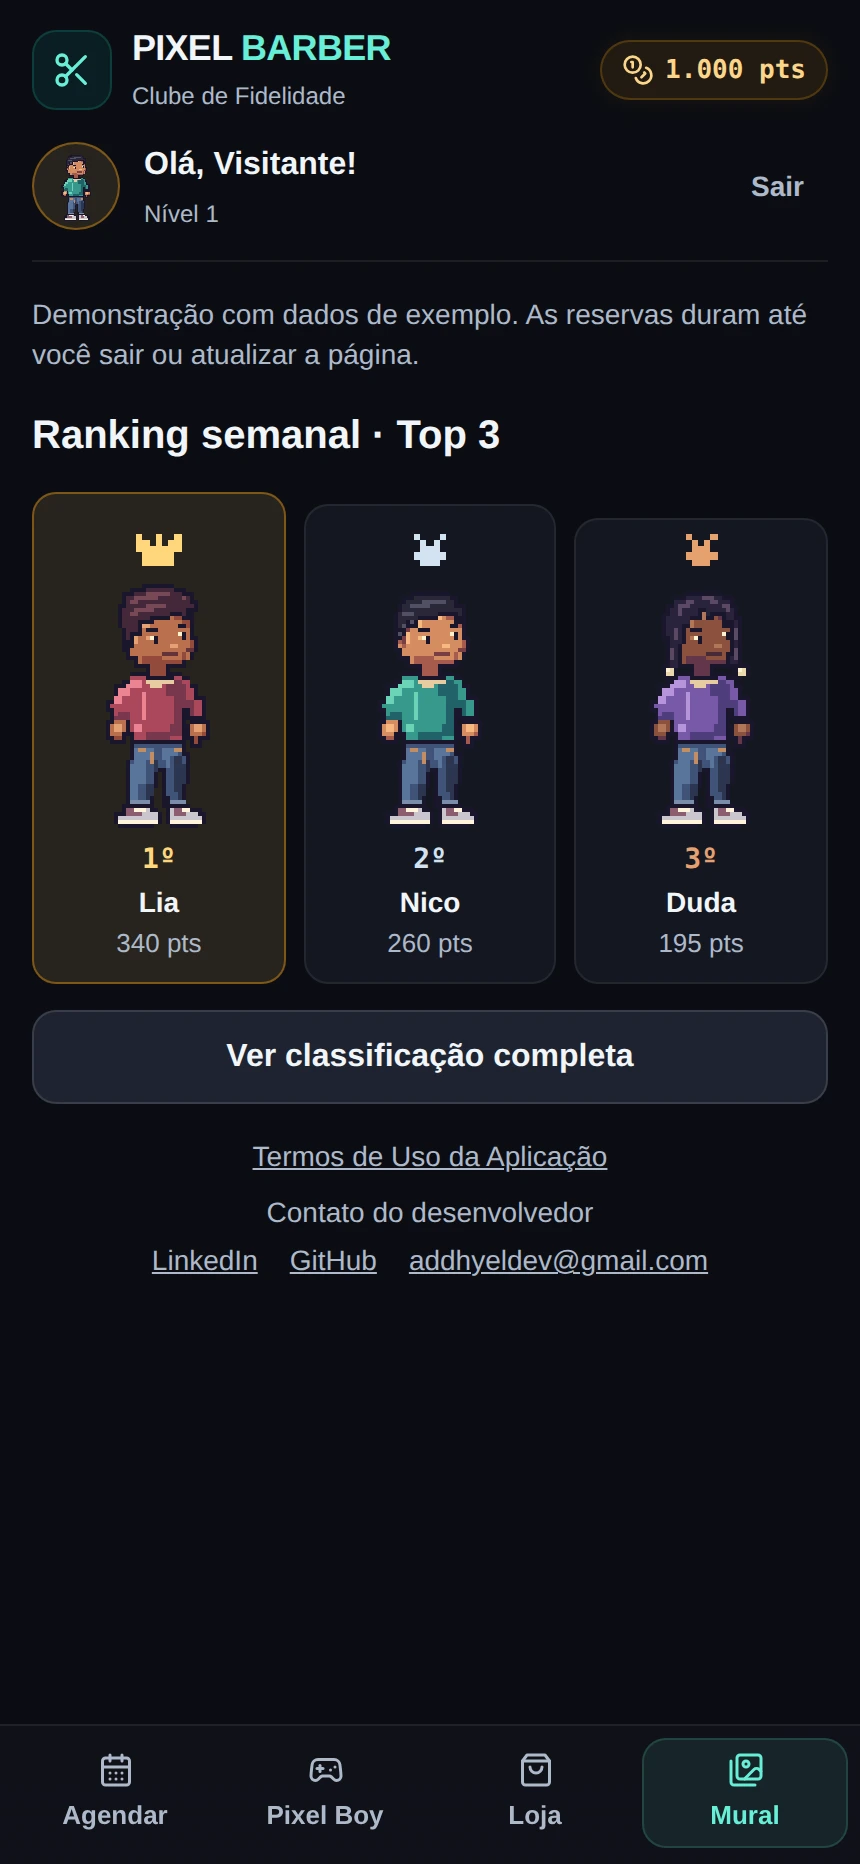 PIXEL BARBER
Clube de Fidelidade
1.000 pts
Olá, Visitante!
Nível 1
Sair
Demonstração com dados de exemplo. As reservas duram até
você sair ou atualizar a página.
Ranking semanal · Top 3
1º
Lia
340 pts
2º
Nico
260 pts
3º
Duda
195 pts
Ver classificação completa
Termos de Uso da Aplicação
Contato do desenvolvedor
LinkedIn GitHub addhyeldev@gmail.com
Agendar
Pixel Boy
Loja
Mural